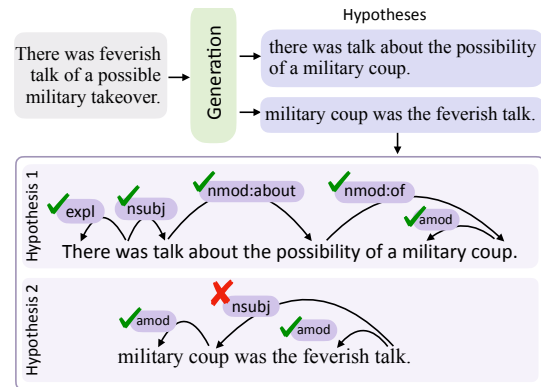 Hypotheses
There was feverish
talk of a possible
military takeover.
Generation
there was talk about the possibility
of a military coup.
military coup was the feverish talk.
Hypothesis 1
expl
nsubj
nmod:about
nmod:of
amod
There was talk about the possibility of a military coup.
Hypothesis 2
amod
nsubj
amod
military coup was the feverish talk.